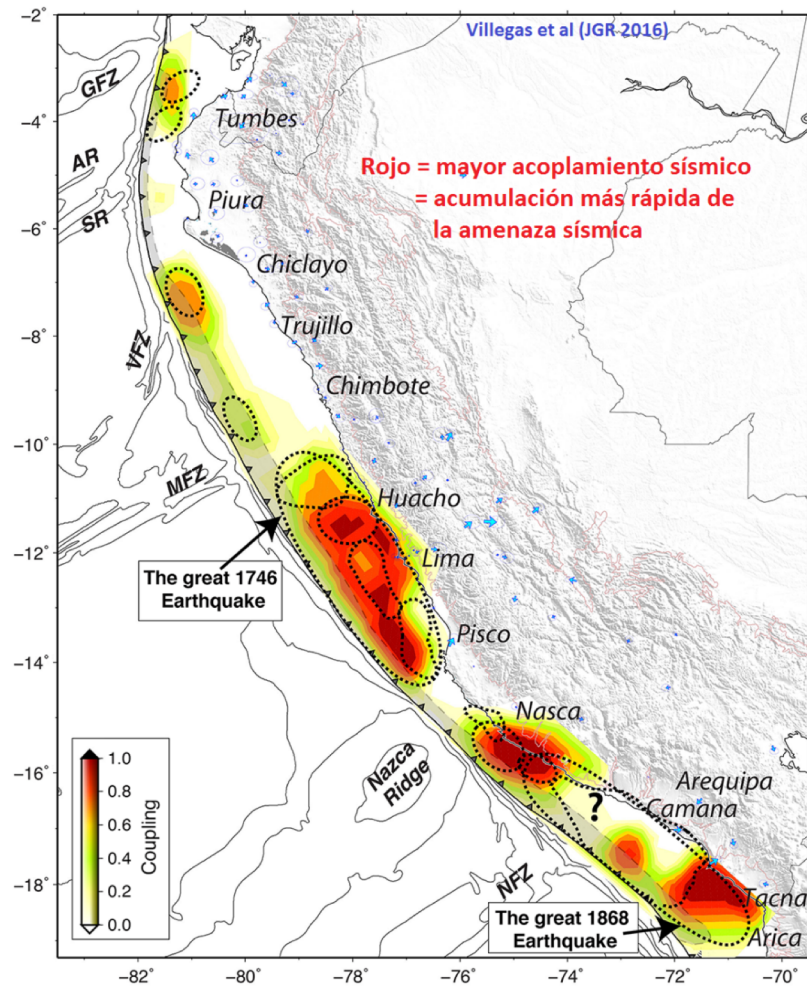 Villegas et al (JGR 2016)
Rojo = mayor acoplamiento sísmico
= acumulación más rápida de
la amenaza sísmica
−2°
−4°
−6°
−8°
−10°
−12°
−14°
−16°
−18°
GFZ
AR
SR
VFZ
MFZ
Nazca
Ridge
NFZ
Tumbes
Piura
Chiclayo
Trujillo
Chimbote
Huacho
Lima
Pisco
Nasca
Arequipa
Camana
Tacna
Arica
?
The great 1746
Earthquake
The great 1868
Earthquake
1.0
0.8
0.6
0.4
0.2
0.0
Coupling
−82°
−80°
−78°
−76°
−74°
−72°
−70°